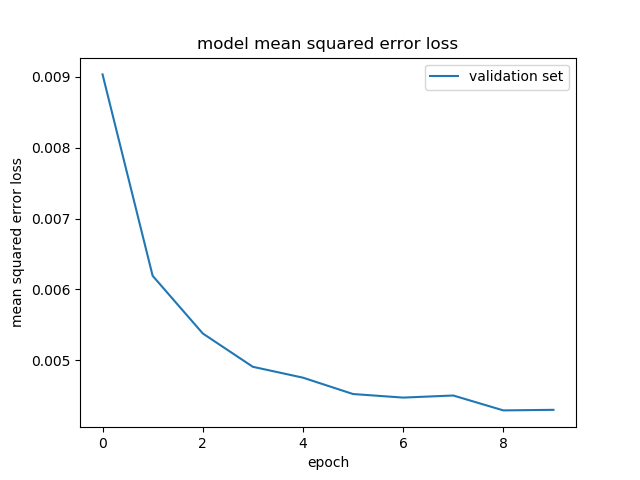 model mean squared error loss
validation set
mean squared error loss
0.009
0.008
0.007
0.006
0.005
0 2 4 6 8
epoch